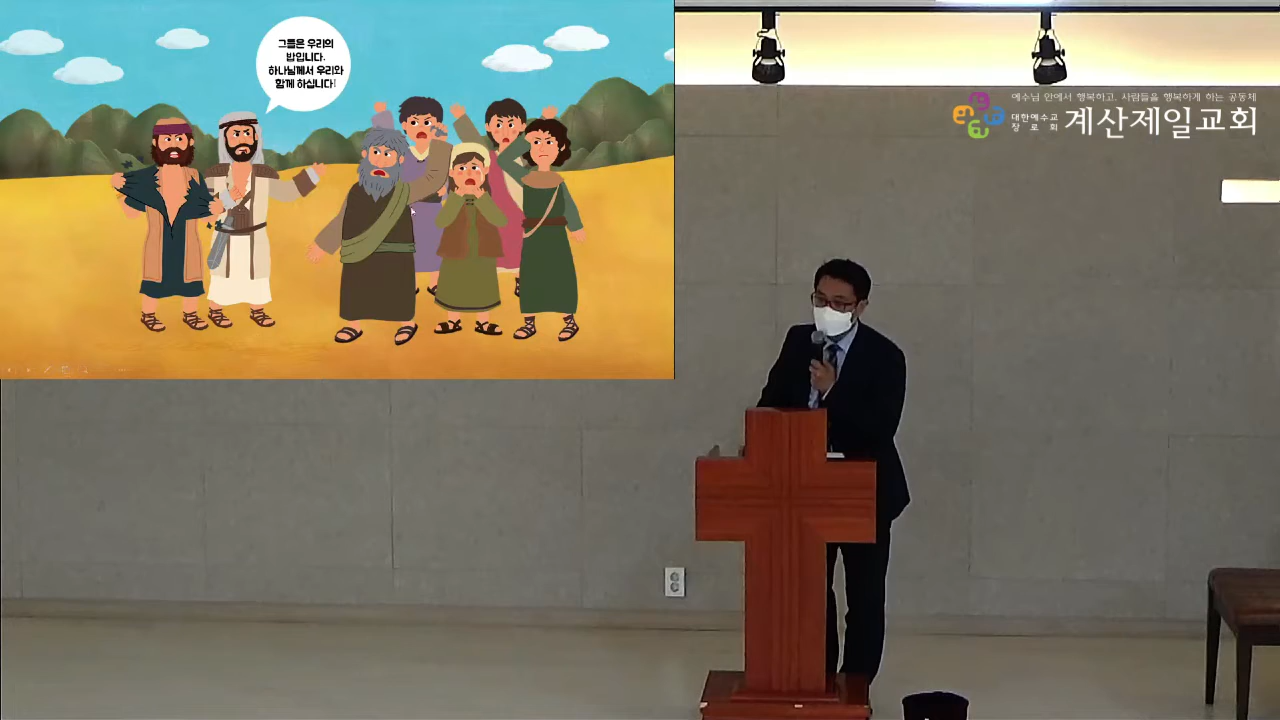 그들은 우리의
밥입니다.
하나님께서 우리와
함께 하십니다!
예수님 안에서 행복하고, 사람들을 행복하게 하는 공동체
대한예수교
장로회
계산제일교회